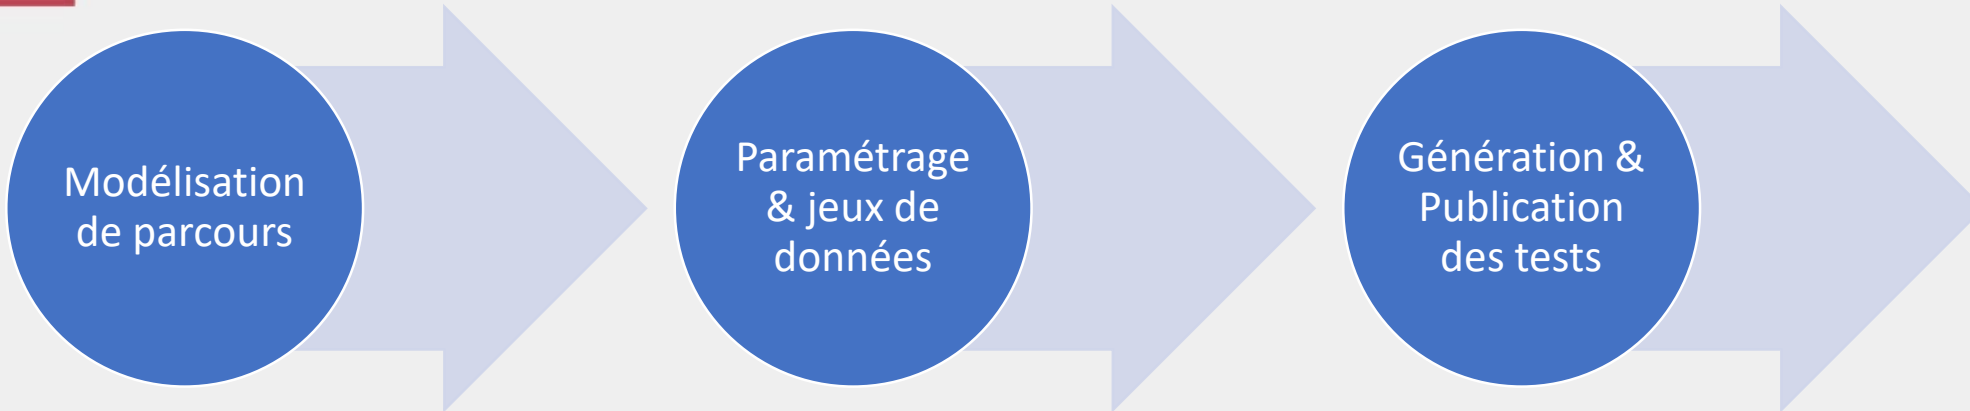 Modélisation
de parcours
Paramétrage
& jeux de
données
Génération &
Publication
des tests